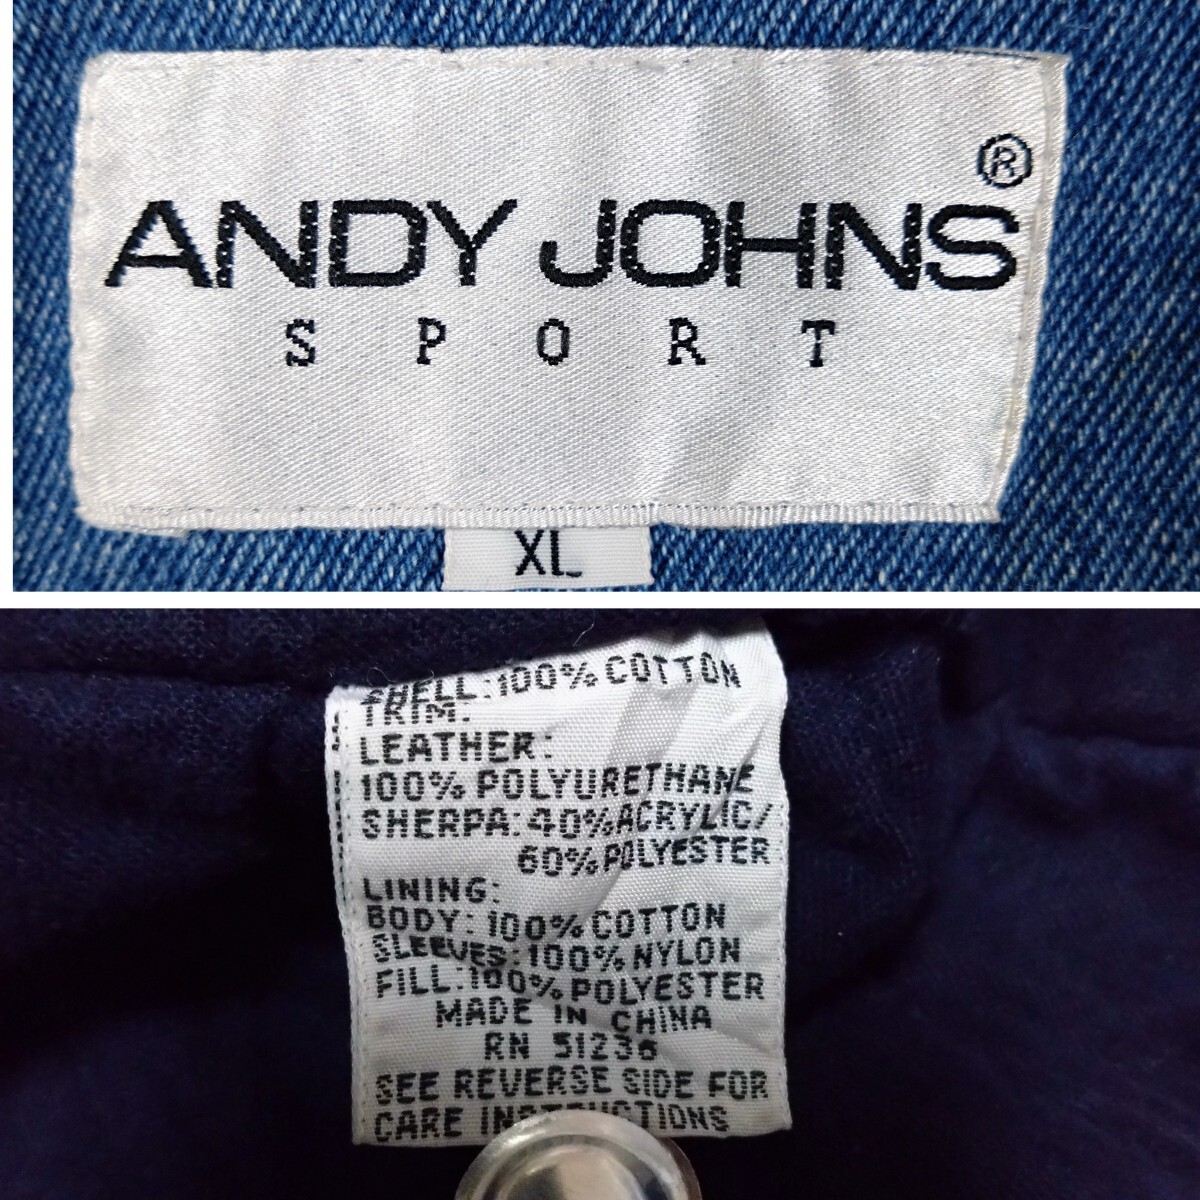 ANDY JOHNS ®
SPORT
XL
SHELL: 100% COTTON
TRIM:
LEATHER:
100% POLYURETHANE
SHERPA: 40% ACRYLIC/
60% POLYESTER
LINING:
BODY: 100% COTTON
SLEEVES: 100% NYLON
FILL: 100% POLYESTER
MADE IN CHINA
RN 51236
SEE REVERSE SIDE FOR
CARE INSTRUCTIONS